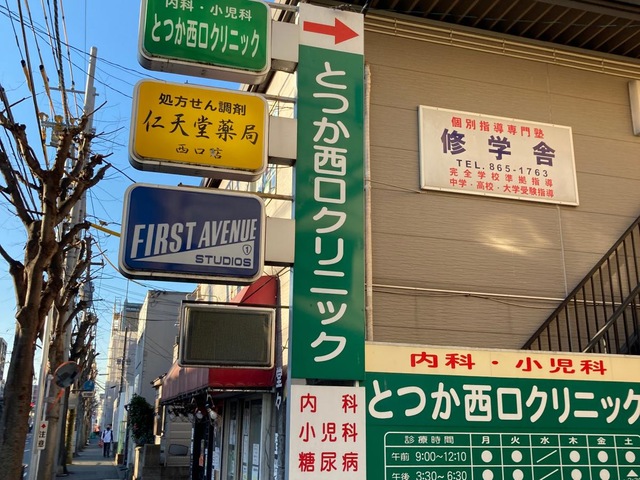 内科・小児科
とつか西口クリニック
処方せん調剤
仁天堂薬局
西口店
FIRST AVENUE
1
STUDIOS
とつか西口クリニック
内科
小児科
糖尿病
個別指導専門塾
修学舎
TEL. 865-1763
完全学校準拠指導
中学・高校・大学受験指導
内科・小児科
とつか西口クリニック
診療時間 月 火 水 木 金 土
午前 9:00~12:10 ● ● / ● ● ●
午後 3:30~6:30 ● ● / ● ● ▲